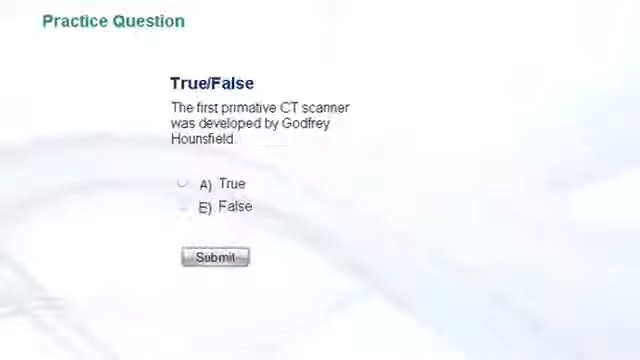 Practice Question
True/False
The first primative CT scanner
was developed by Godfrey
Hounsfield.
A) True
E) False
Submit